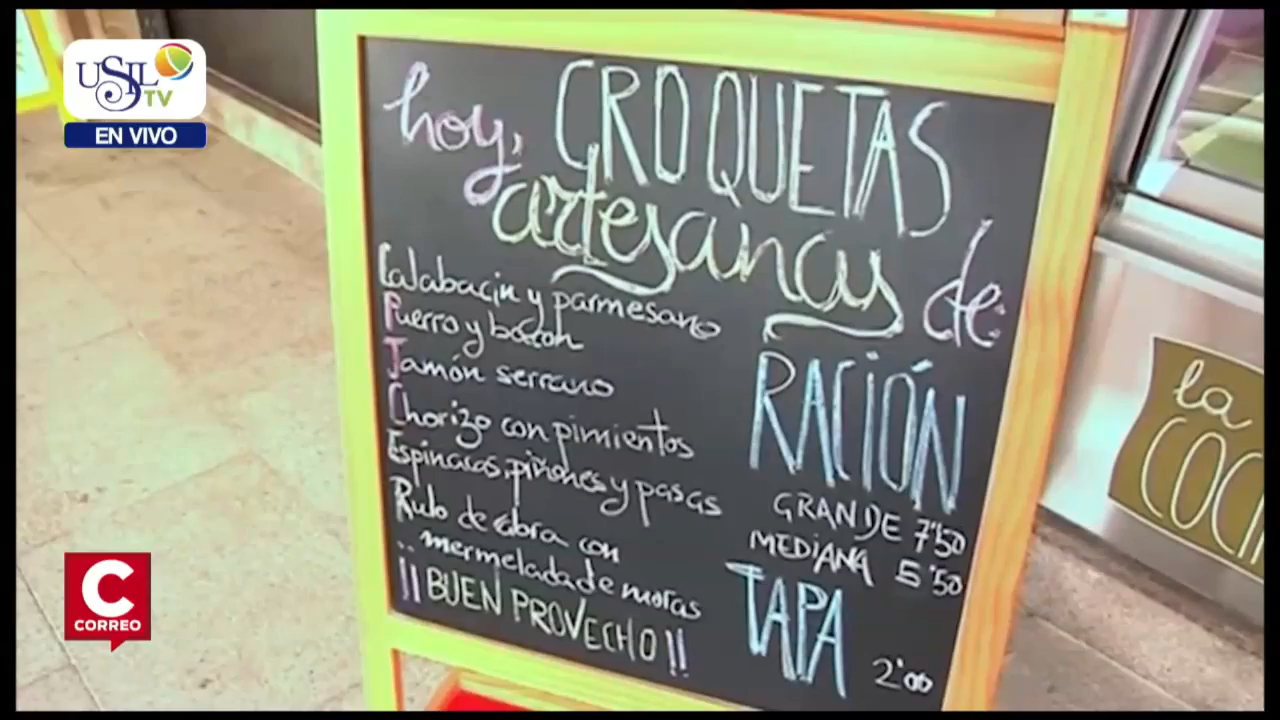 USIL TV
EN VIVO
hoy, CROQUETAS
artesanas de:
Calabacin y parmesano
Puerro y bacon
Jamón serrano
Chorizo con pimientos
Espinacas, piñones y pasas
Rulo de cabra con
mermelada de moras
¡¡BUEN PROVECHO!!
RACIÓN
GRANDE 7'50
MEDIANA 5'50
TAPA
2'00
la
COCI
C
CORREO